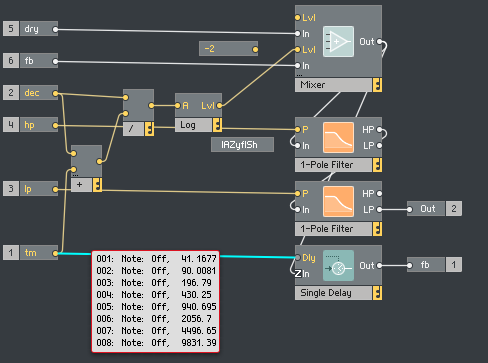 5 dry
6 fb
2 dec
4 hp
3 lp
1 tm
-2
/
+
A Lvl
Log
IAZyfISh
Lvl
In Out
Lvl
In
...
Mixer
P HP
In LP
1-Pole Filter
P HP
In LP
1-Pole Filter
Dly Out
Z In
Single Delay
Out 2
fb 1
001: Note: Off, 41.1677
002: Note: Off, 90.0081
003: Note: Off, 196.79
004: Note: Off, 430.25
005: Note: Off, 940.695
006: Note: Off, 2056.7
007: Note: Off, 4496.65
008: Note: Off, 9831.39